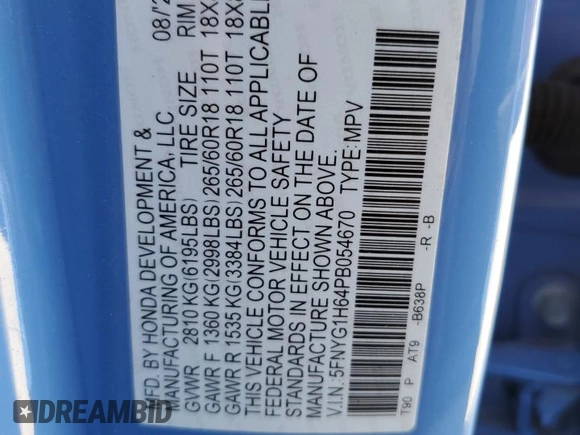 MFD. BY HONDA DEVELOPMENT & 08/2
MANUFACTURING OF AMERICA, LLC
GVWR 2810 KG(6195LBS) TIRE SIZE RIM
GAWR F 1360 KG(2998LBS) 265/60R18 110T 18X
GAWR R 1535 KG(3384LBS) 265/60R18 110T 18X
THIS VEHICLE CONFORMS TO ALL APPLICABLE
FEDERAL MOTOR VEHICLE SAFETY
STANDARDS IN EFFECT ON THE DATE OF
MANUFACTURE SHOWN ABOVE.
V.I.N.:5FNYG1H64PB054670 TYPE:MPV
T90 P AT9 -B638P -R -B
DREAMBID